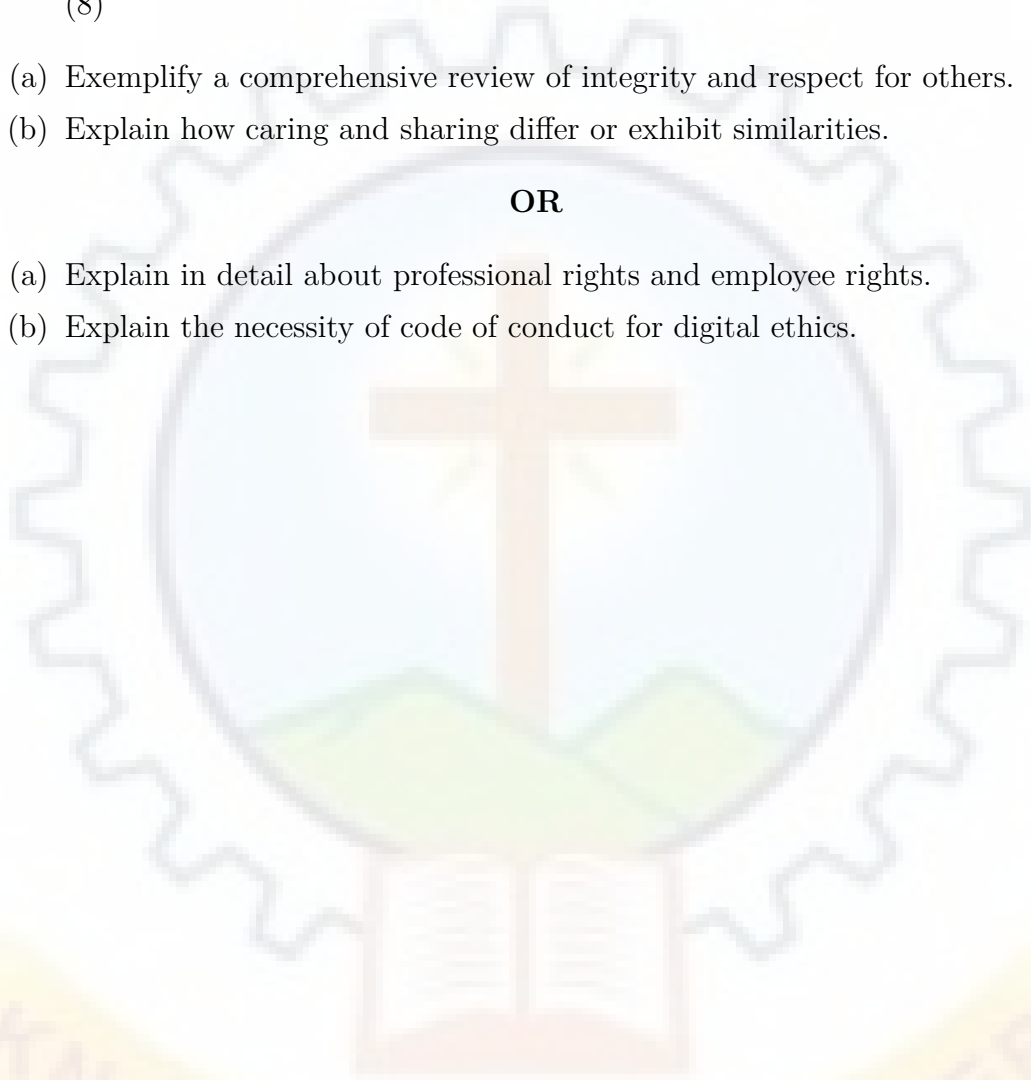 (8)
(a) Exemplify a comprehensive review of integrity and respect for others.
(b) Explain how caring and sharing differ or exhibit similarities.
OR
(a) Explain in detail about professional rights and employee rights.
(b) Explain the necessity of code of conduct for digital ethics.